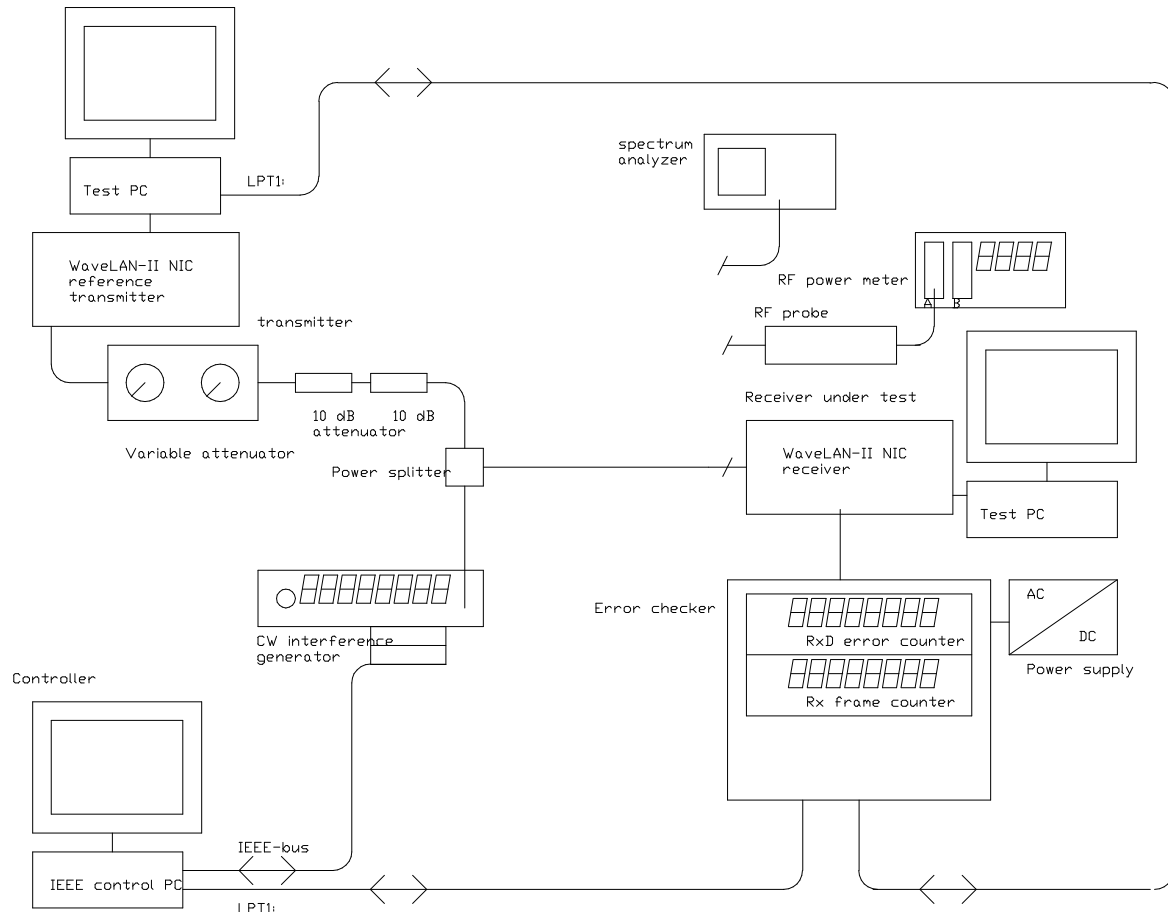 spectrum
analyzer
LPT1:
Test PC
WaveLAN-II NIC
reference
transmitter
RF power meter
A B
RF probe
transmitter
Receiver under test
10 dB 10 dB
attenuator
Variable attenuator
Power splitter
WaveLAN-II NIC
receiver
Test PC
Error checker
AC
DC
Power supply
RxD error counter
Rx frame counter
CW interference
generator
Controller
IEEE-bus
IEEE control PC
LPT1: